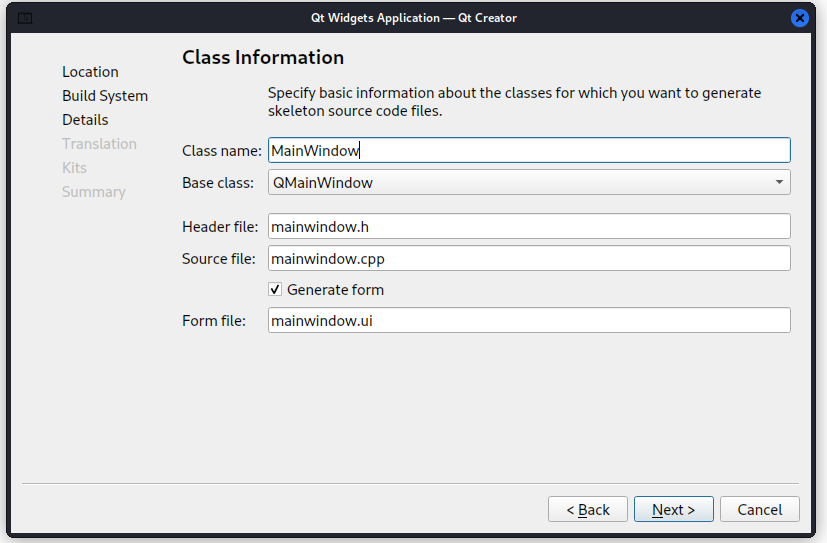 Qt Widgets Application — Qt Creator
Location
Build System
Details
Translation
Kits
Summary
Class Information
Specify basic information about the classes for which you want to generate
skeleton source code files.
Class name: MainWindow
Base class: QMainWindow
Header file: mainwindow.h
Source file: mainwindow.cpp
Generate form
Form file: mainwindow.ui
< Back
Next >
Cancel